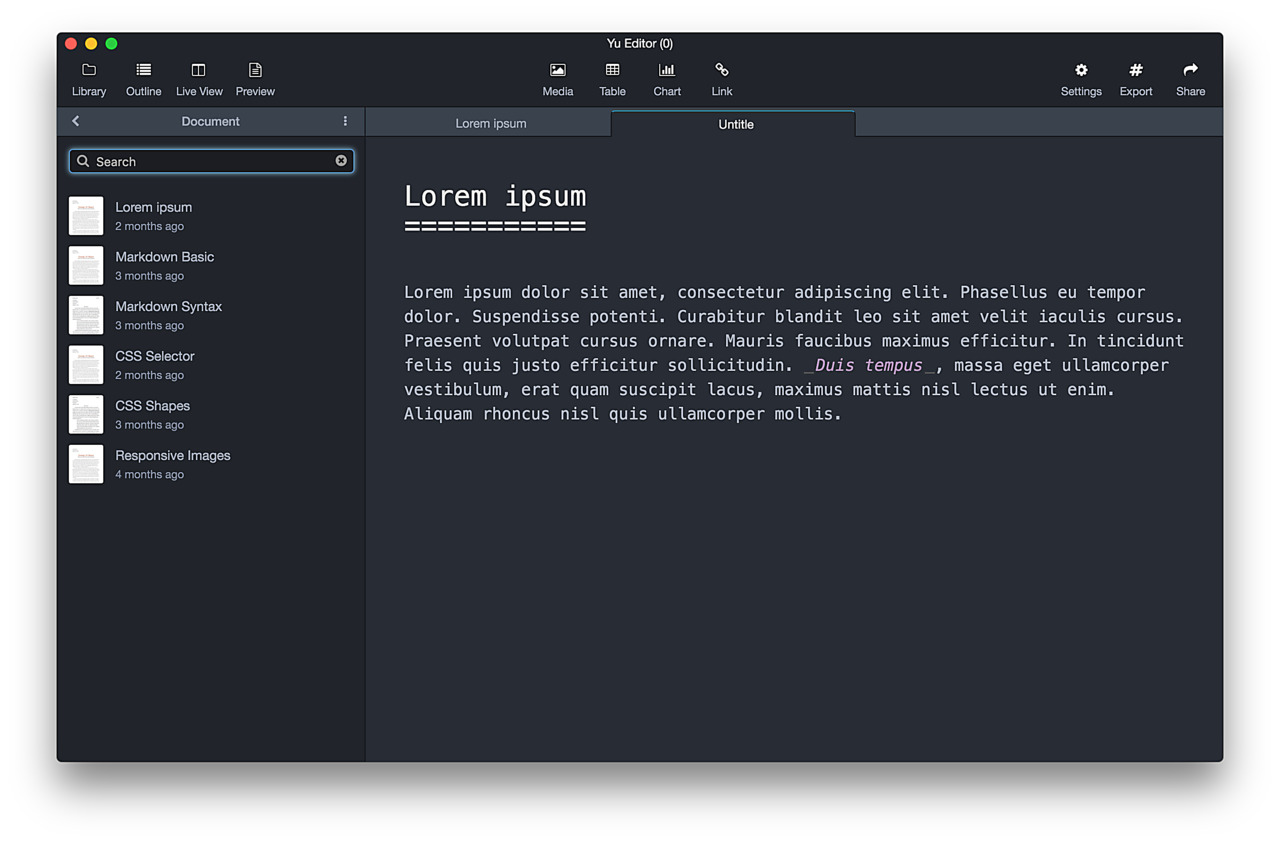 Yu Editor (0)
Library Outline Live View Preview Media Table Chart Link Settings Export Share
Document
Lorem ipsum Untitle
Search
Lorem ipsum
2 months ago
Markdown Basic
3 months ago
Markdown Syntax
3 months ago
CSS Selector
2 months ago
CSS Shapes
3 months ago
Responsive Images
4 months ago
Lorem ipsum
===========
Lorem ipsum dolor sit amet, consectetur adipiscing elit. Phasellus eu tempor
dolor. Suspendisse potenti. Curabitur blandit leo sit amet velit iaculis cursus.
Praesent volutpat cursus ornare. Mauris faucibus maximus efficitur. In tincidunt
felis quis justo efficitur sollicitudin. _Duis tempus_, massa eget ullamcorper
vestibulum, erat quam suscipit lacus, maximus mattis nisl lectus ut enim.
Aliquam rhoncus nisl quis ullamcorper mollis.